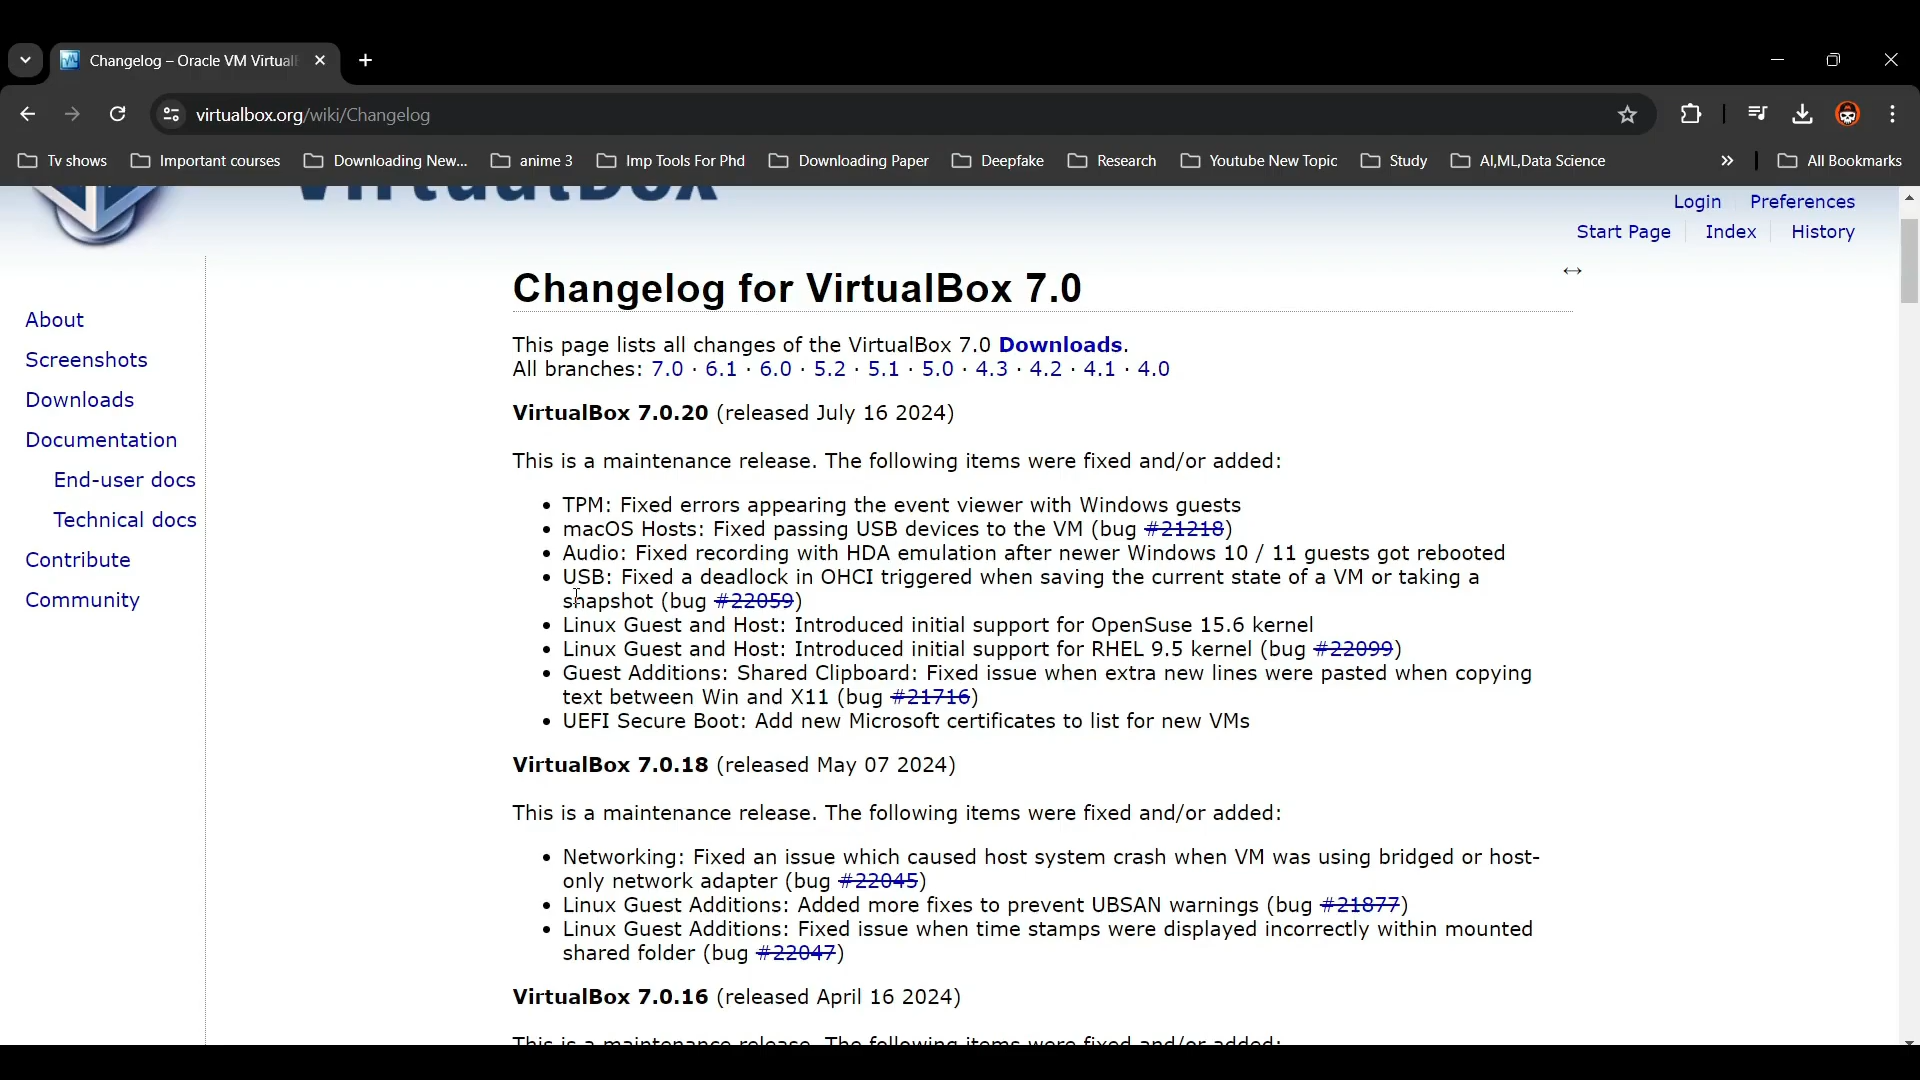 Changelog – Oracle VM Virtual
virtualbox.org/wiki/Changelog
Tv shows
Important courses
Downloading New...
anime 3
Imp Tools For Phd
Downloading Paper
Deepfake
Research
Youtube New Topic
Study
AI,ML,Data Science
»
All Bookmarks
VirtualBox
Login
Preferences
Start Page
Index
History
About
Screenshots
Downloads
Documentation
End-user docs
Technical docs
Contribute
Community
Changelog for VirtualBox 7.0
This page lists all changes of the VirtualBox 7.0 Downloads.
All branches: 7.0 · 6.1 · 6.0 · 5.2 · 5.1 · 5.0 · 4.3 · 4.2 · 4.1 · 4.0
VirtualBox 7.0.20 (released July 16 2024)
This is a maintenance release. The following items were fixed and/or added:
• TPM: Fixed errors appearing the event viewer with Windows guests
• macOS Hosts: Fixed passing USB devices to the VM (bug #21218)
• Audio: Fixed recording with HDA emulation after newer Windows 10 / 11 guests got rebooted
• USB: Fixed a deadlock in OHCI triggered when saving the current state of a VM or taking a
snapshot (bug #22059)
• Linux Guest and Host: Introduced initial support for OpenSuse 15.6 kernel
• Linux Guest and Host: Introduced initial support for RHEL 9.5 kernel (bug #22099)
• Guest Additions: Shared Clipboard: Fixed issue when extra new lines were pasted when copying
text between Win and X11 (bug #21716)
• UEFI Secure Boot: Add new Microsoft certificates to list for new VMs
VirtualBox 7.0.18 (released May 07 2024)
This is a maintenance release. The following items were fixed and/or added:
• Networking: Fixed an issue which caused host system crash when VM was using bridged or host-
only network adapter (bug #22045)
• Linux Guest Additions: Added more fixes to prevent UBSAN warnings (bug #21877)
• Linux Guest Additions: Fixed issue when time stamps were displayed incorrectly within mounted
shared folder (bug #22047)
VirtualBox 7.0.16 (released April 16 2024)
This is a maintenance release. The following items were fixed and/or added: